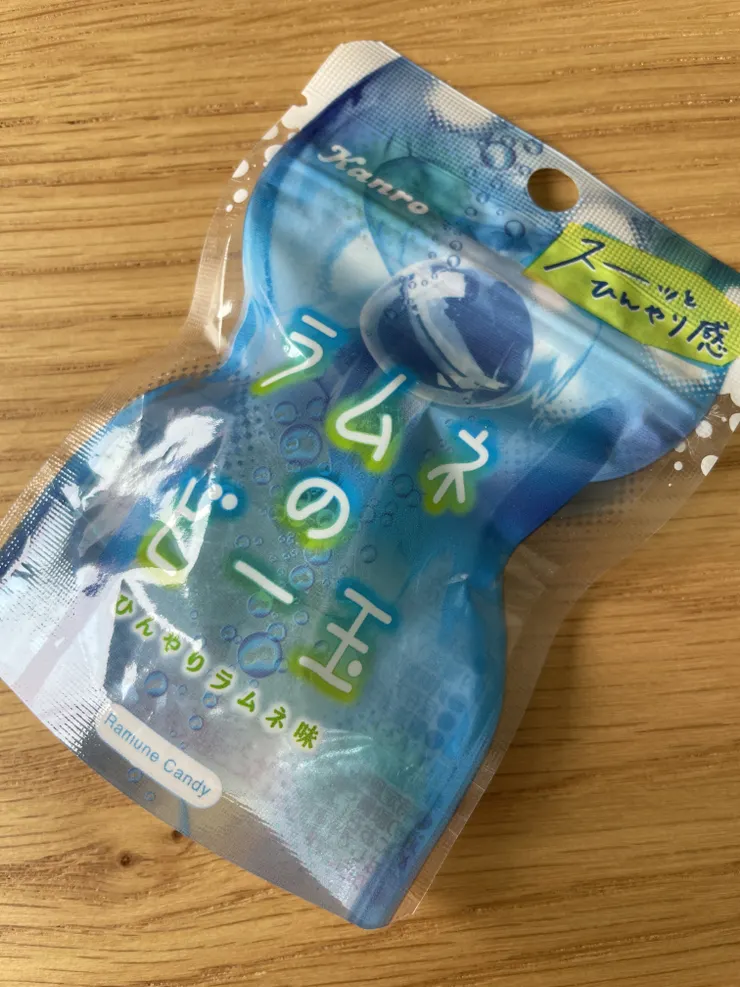 Kanro
スーッと
ひんやり感
ラムネ
の
ビー玉
ひんやりラムネ味
Ramune Candy